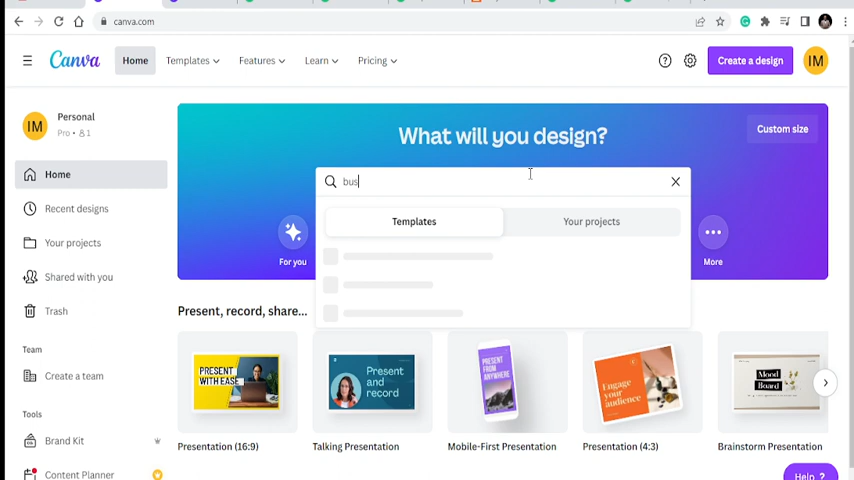 canva.com
Canva
Home
Templates
Features
Learn
Pricing
Create a design
IM
IM
Personal
Pro • 1
Home
Recent designs
Your projects
Shared with you
Trash
Team
Create a team
Tools
Brand Kit
Content Planner
What will you design?
Custom size
bus
Templates
Your projects
For you
More
Present, record, share...
PRESENT
WITH EASE
Present
and
record
PRESENT
FROM
ANYWHERE
Engage
your
audience
Mood
Board
Presentation (16:9)
Talking Presentation
Mobile-First Presentation
Presentation (4:3)
Brainstorm Presentation
Help ?